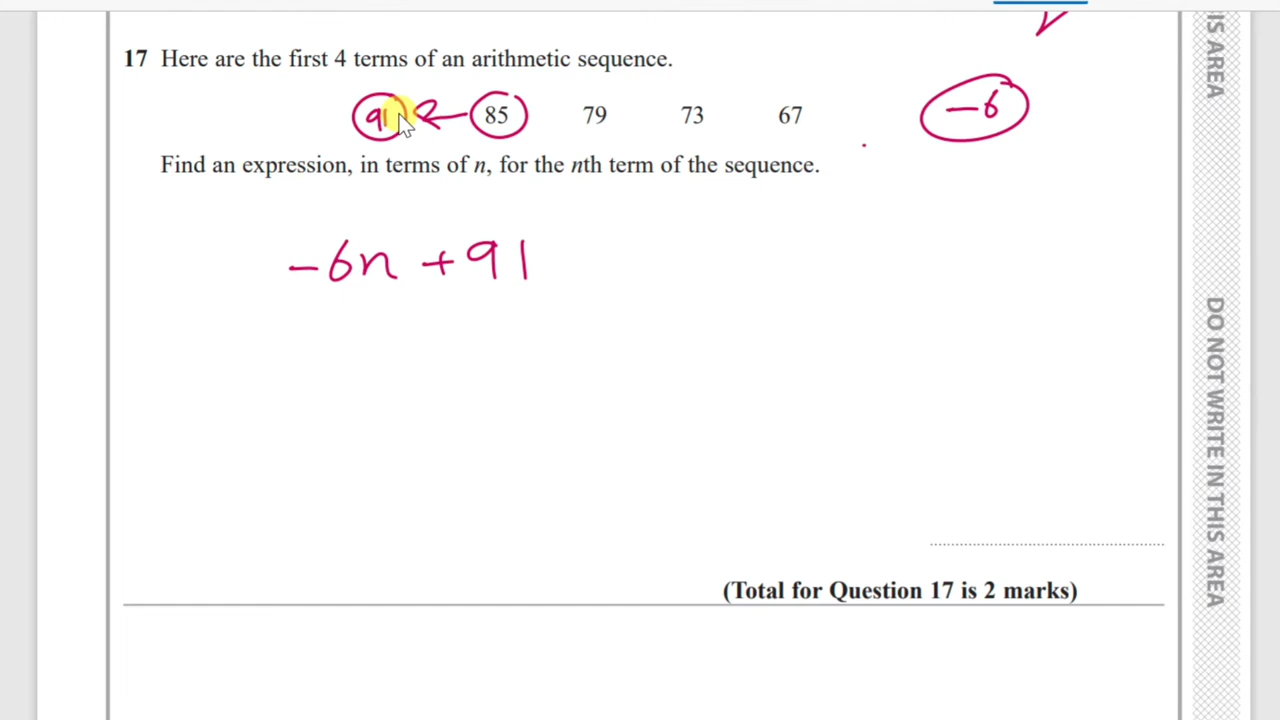 17 Here are the first 4 terms of an arithmetic sequence.
91 85 79 73 67 −6
Find an expression, in terms of n, for the nth term of the sequence.
−6n + 91
(Total for Question 17 is 2 marks)
IS AREA
DO NOT WRITE IN THIS AREA